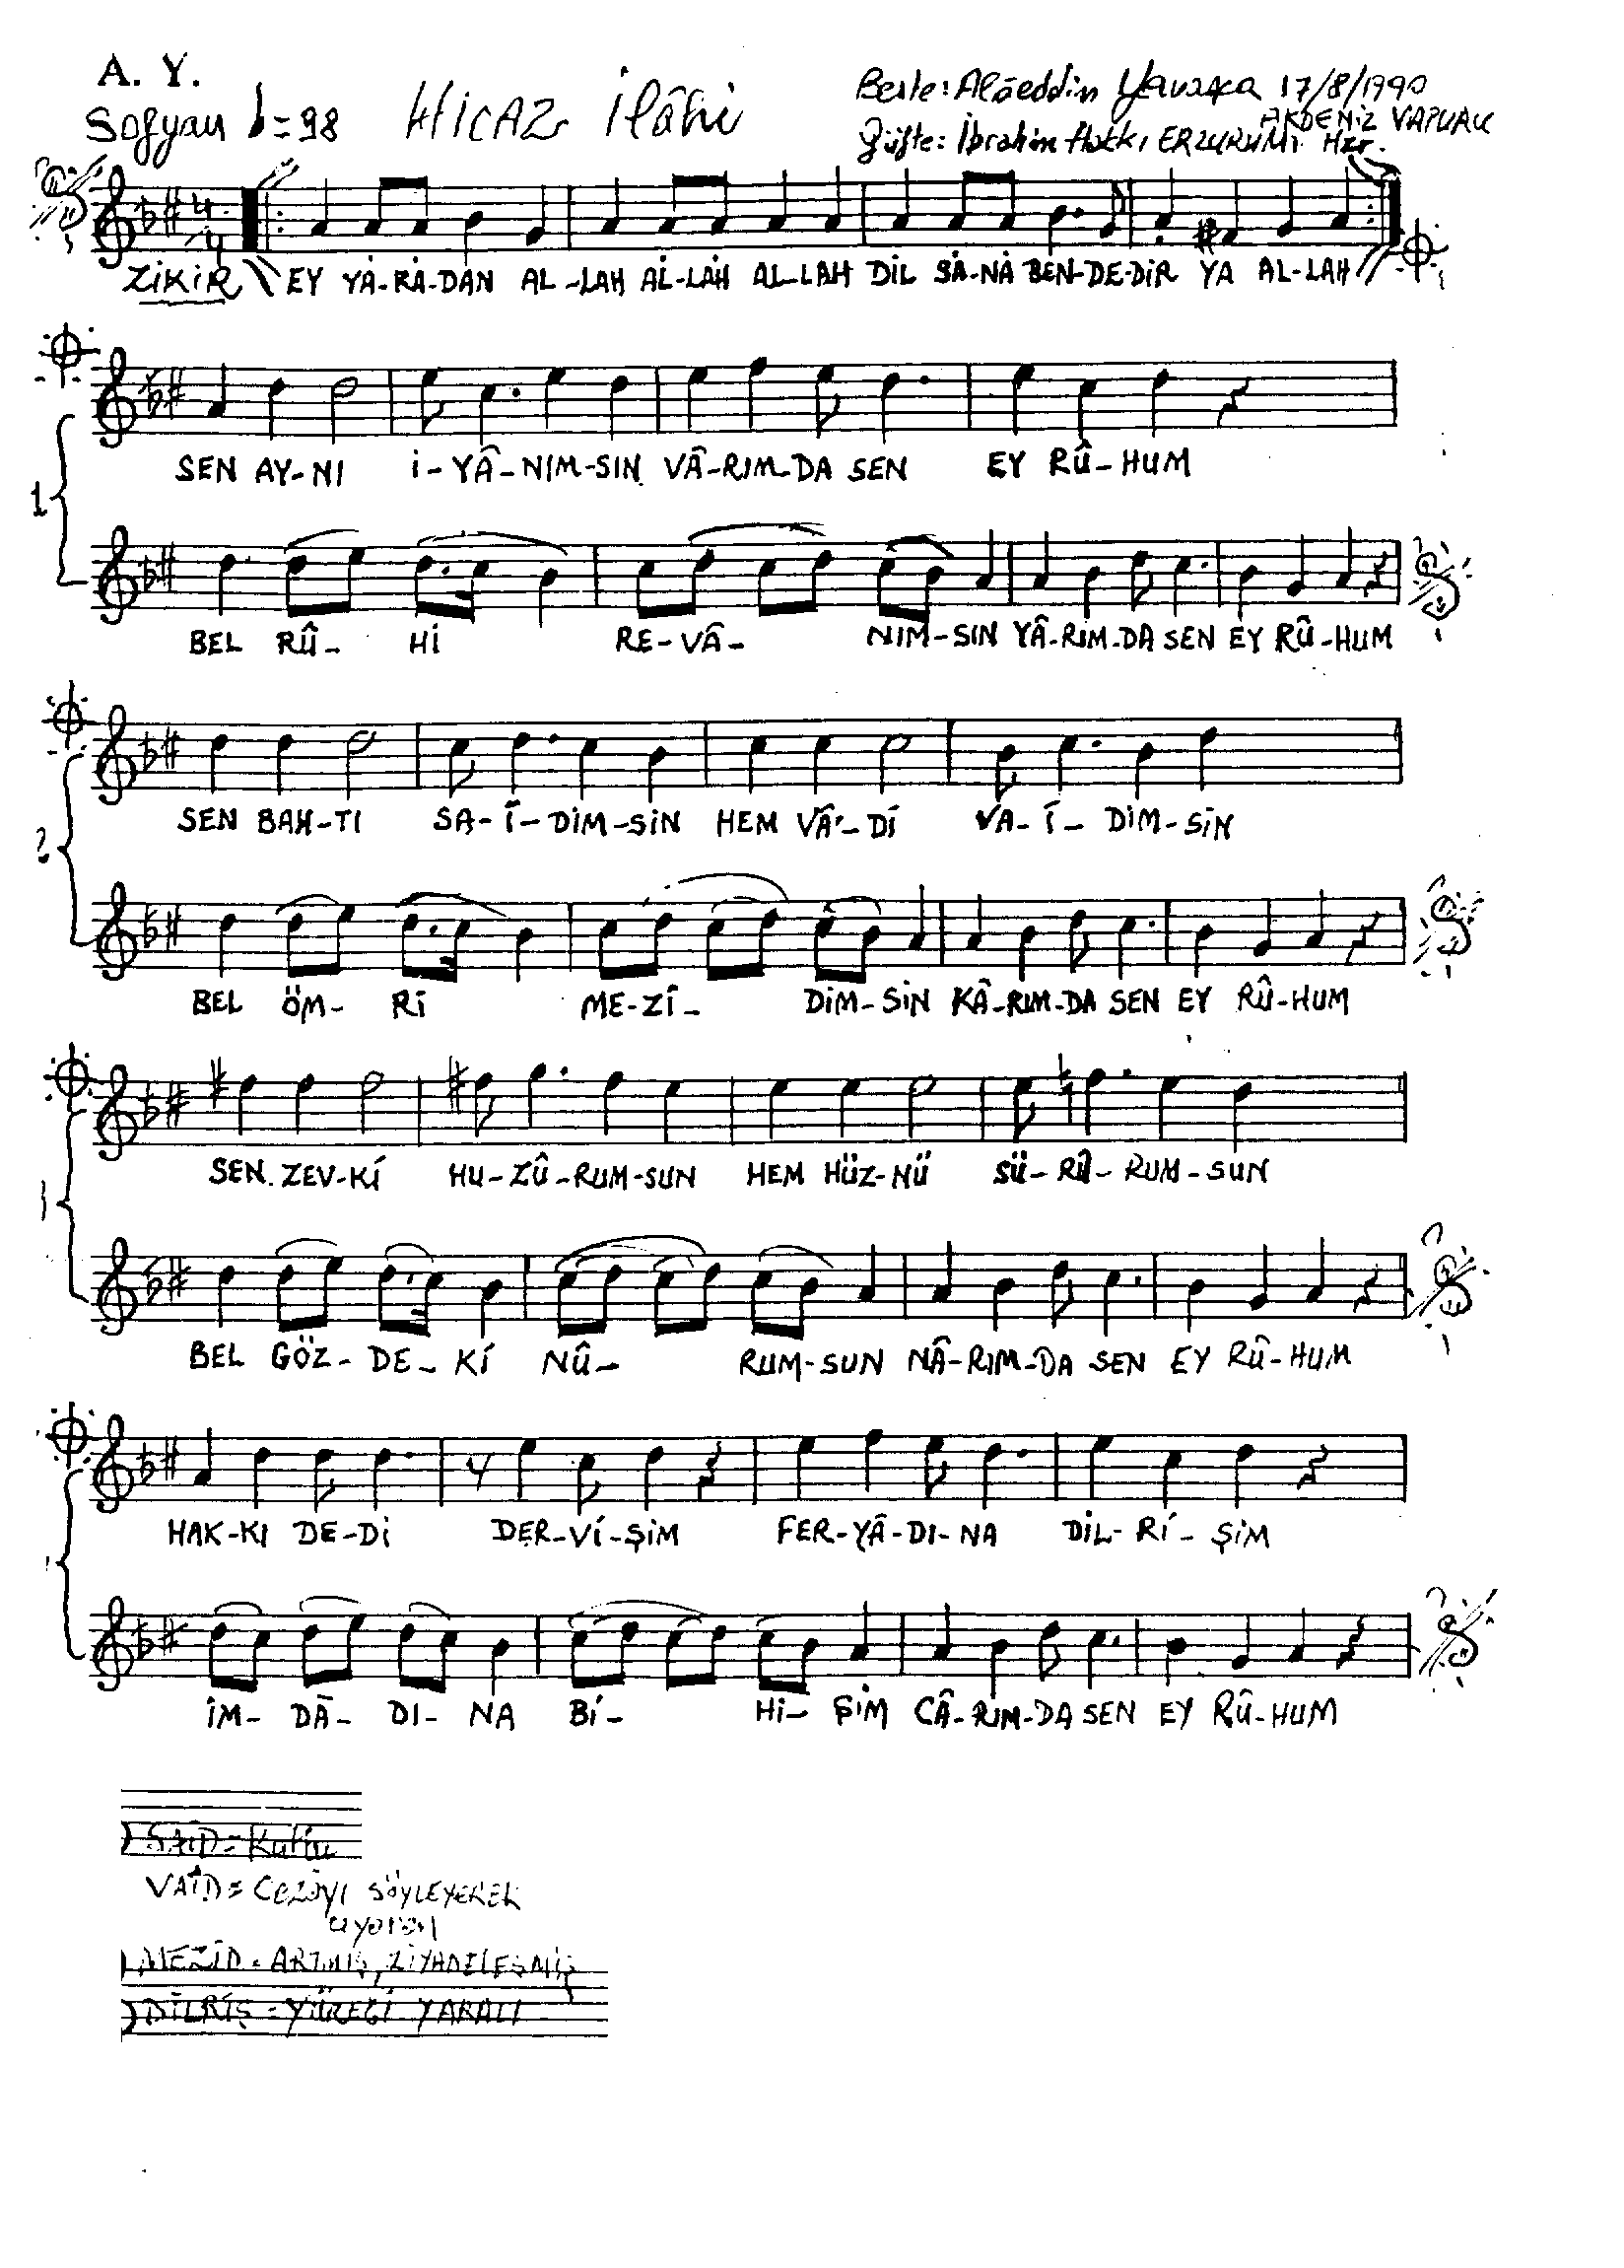 A. Y.
Sofyan = 98 HİCAZ İlâhi
Beste: Alâeddin Yavaşca 17/8/1990
AKDENİZ VAPURU
Güfte: İbrahim Hakkı ERZURUMİ Hzr.
4
4
ZİKİR EY YA-RA-DAN AL-LAH AL-LAH AL-LAH DİL SA-NA BEN-DE-DİR YA AL-LAH
1
SEN AY-NI İ-YÂ-NIM-SIN VÂ-RIM-DA SEN EY RÛ-HUM
BEL RÛ- Hİ RE-VÂ- NIM-SIN YÂ-RIM-DA SEN EY RÛ-HUM
2
SEN BAH-TI SA-Î-DİM-SİN HEM VÂ'-Dİ VA-Î-DİM-SİN
BEL ÖM-Rİ ME-ZÎ- DİM-SİN KÂ-RIM-DA SEN EY RÛ-HUM
SEN ZEV-Kİ HU-ZÛ-RUM-SUN HEM HÜZ-NÜ SÜ-RÛ-RUM-SUN
BEL GÖZ-DE-Kİ NÛ- RUM-SUN NÂ-RIM-DA SEN EY RÛ-HUM
HAK-KI DE-Dİ DER-Vİ-ŞİM FER-YÂ-DI-NA DİL-Rİ-ŞİM
İM-DÂ-DI-NA Bİ- Hİ-ŞİM CÂ-RIM-DA SEN EY RÛ-HUM
SAİD = Kutlu
VAÎD = Cezâyı SÖYLEYEREK
uyarı
MEZİD = ARTMIŞ, ZİYADELEŞMİŞ
DİLRİŞ = YÜREĞİ YARALI